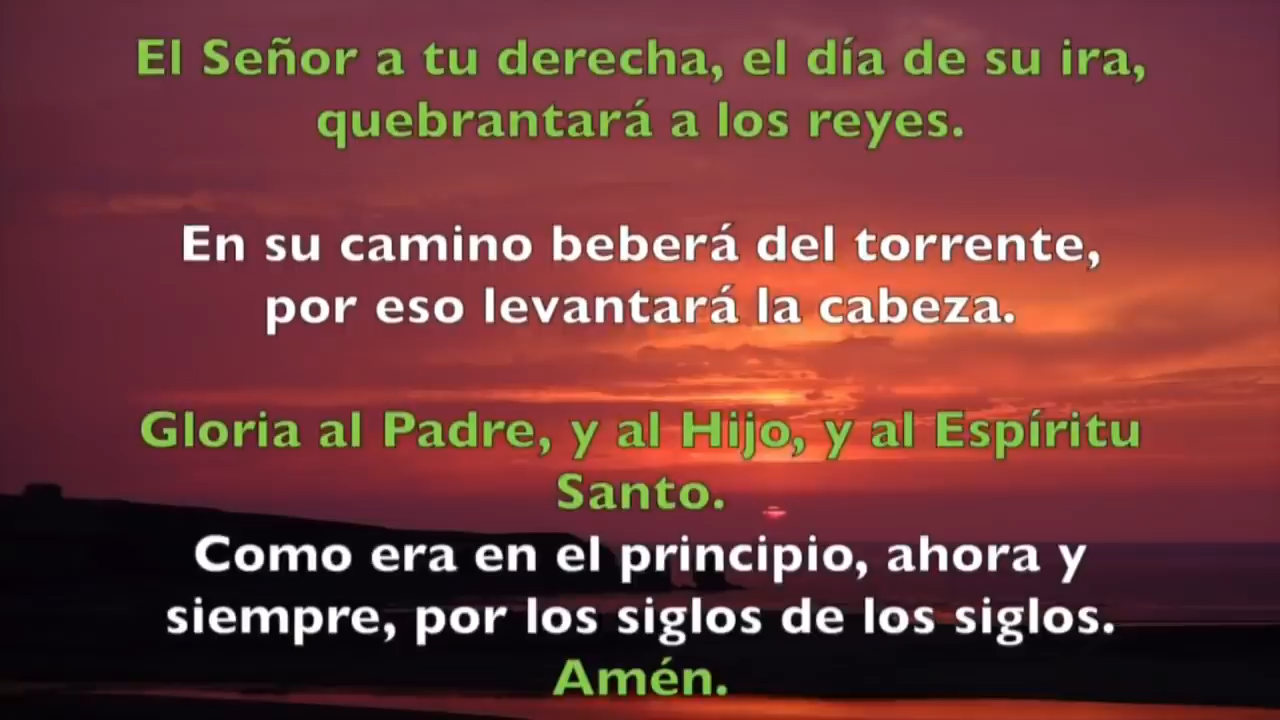 El Señor a tu derecha, el día de su ira,
quebrantará a los reyes.
En su camino beberá del torrente,
por eso levantará la cabeza.
Gloria al Padre, y al Hijo, y al Espíritu
Santo.
Como era en el principio, ahora y
siempre, por los siglos de los siglos.
Amén.